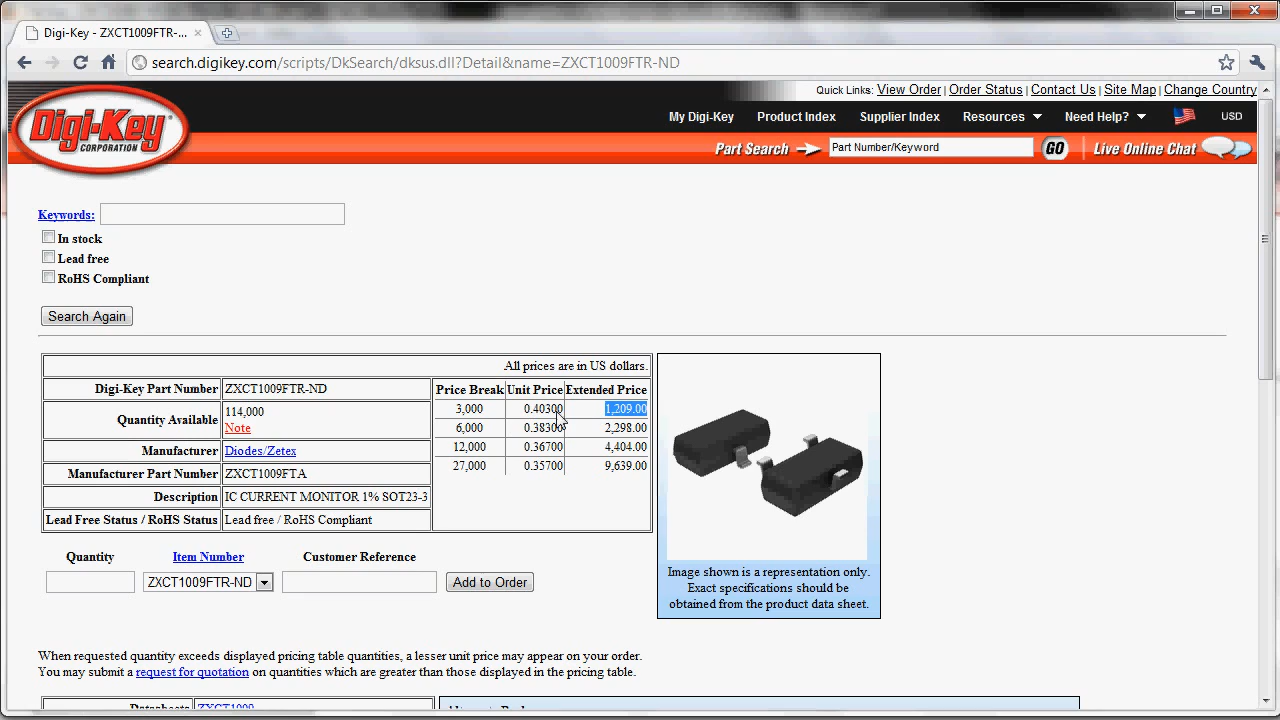 Digi-Key - ZXCT1009FTR-...
search.digikey.com/scripts/DkSearch/dksus.dll?Detail&name=ZXCT1009FTR-ND
Quick Links: View Order | Order Status | Contact Us | Site Map | Change Country
Digi-Key
CORPORATION
My Digi-Key Product Index Supplier Index Resources Need Help? USD
Part Search Part Number/Keyword GO Live Online Chat
Keywords:
In stock
Lead free
RoHS Compliant
Search Again
All prices are in US dollars.
Digi-Key Part Number ZXCT1009FTR-ND Price Break Unit Price Extended Price
Quantity Available 114,000 Note
3,000 0.40300 1,209.00
6,000 0.38300 2,298.00
Manufacturer Diodes/Zetex 12,000 0.36700 4,404.00
Manufacturer Part Number ZXCT1009FTA 27,000 0.35700 9,639.00
Description IC CURRENT MONITOR 1% SOT23-3
Lead Free Status / RoHS Status Lead free / RoHS Compliant
Image shown is a representation only.
Exact specifications should be
obtained from the product data sheet.
Quantity Item Number Customer Reference
ZXCT1009FTR-ND Add to Order
When requested quantity exceeds displayed pricing table quantities, a lesser unit price may appear on your order.
You may submit a request for quotation on quantities which are greater than those displayed in the pricing table.
Datasheets ZXCT1009